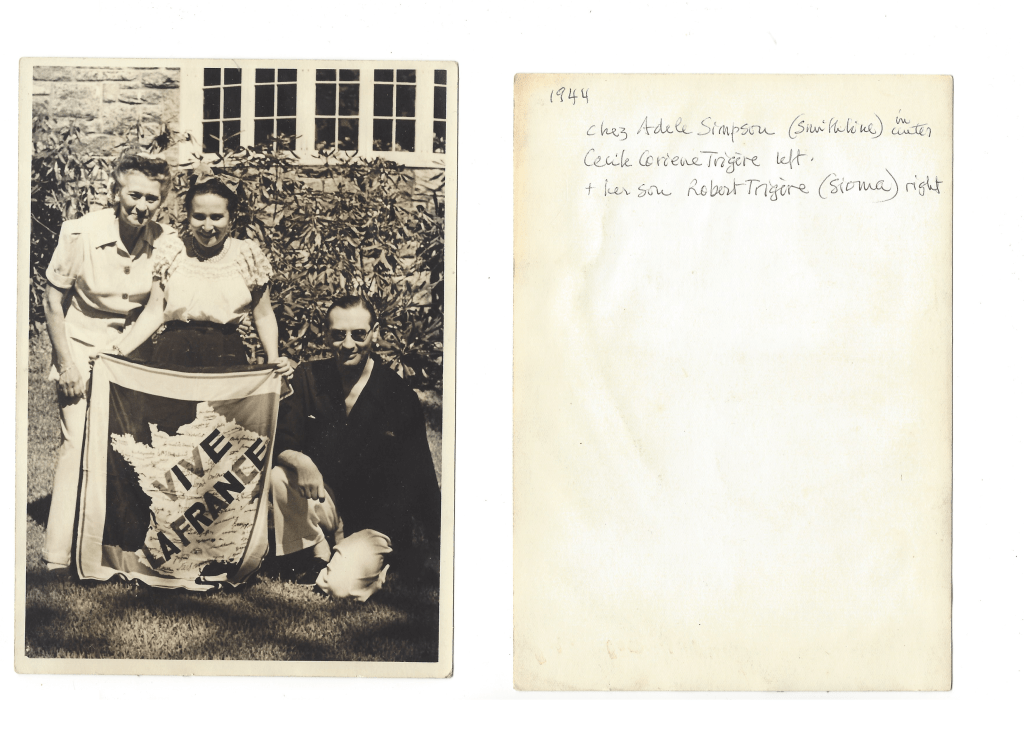 VIVE
LA FRANCE
1944
chez Adele Simpson (Smithline) in center
Cecile Coriene Trigère left.
+ her son Robert Trigère (Sioma) right